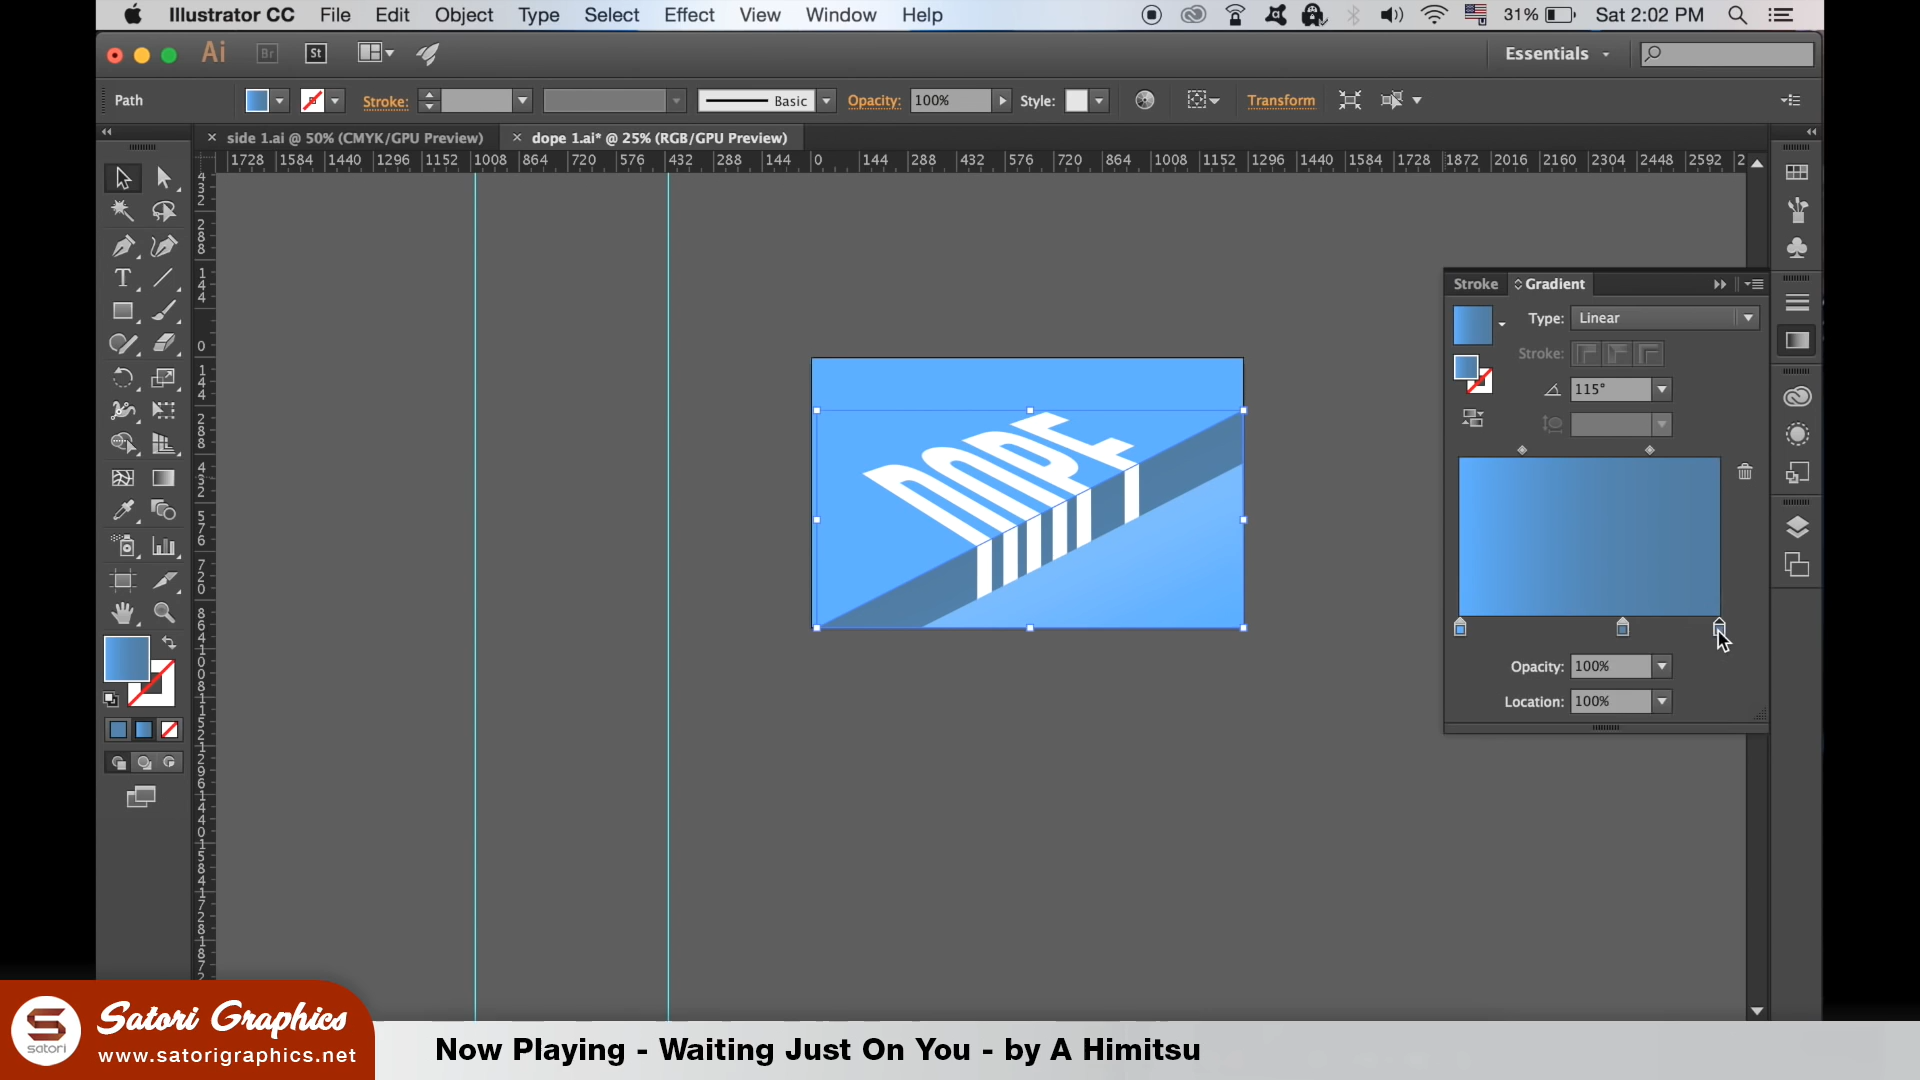 Illustrator CC File Edit Object Type Select Effect View Window Help 31% Sat 2:02 PM
Ai Br St Essentials
Path Stroke: Basic Opacity: 100% Style: Transform
side 1.ai @ 50% (CMYK/GPU Preview) dope 1.ai* @ 25% (RGB/GPU Preview)
1728 1584 1440 1296 1152 1008 864 720 576 432 288 144 0 144 288 432 576 720 864 1008 1152 1296 1440 1584 1728 1872 2016 2160 2304 2448 2592 2
Stroke Gradient
Type: Linear
Stroke:
115°
DOPE
Opacity: 100%
Location: 100%
Satori Graphics
satori
www.satorigraphics.net
Now Playing - Waiting Just On You - by A Himitsu